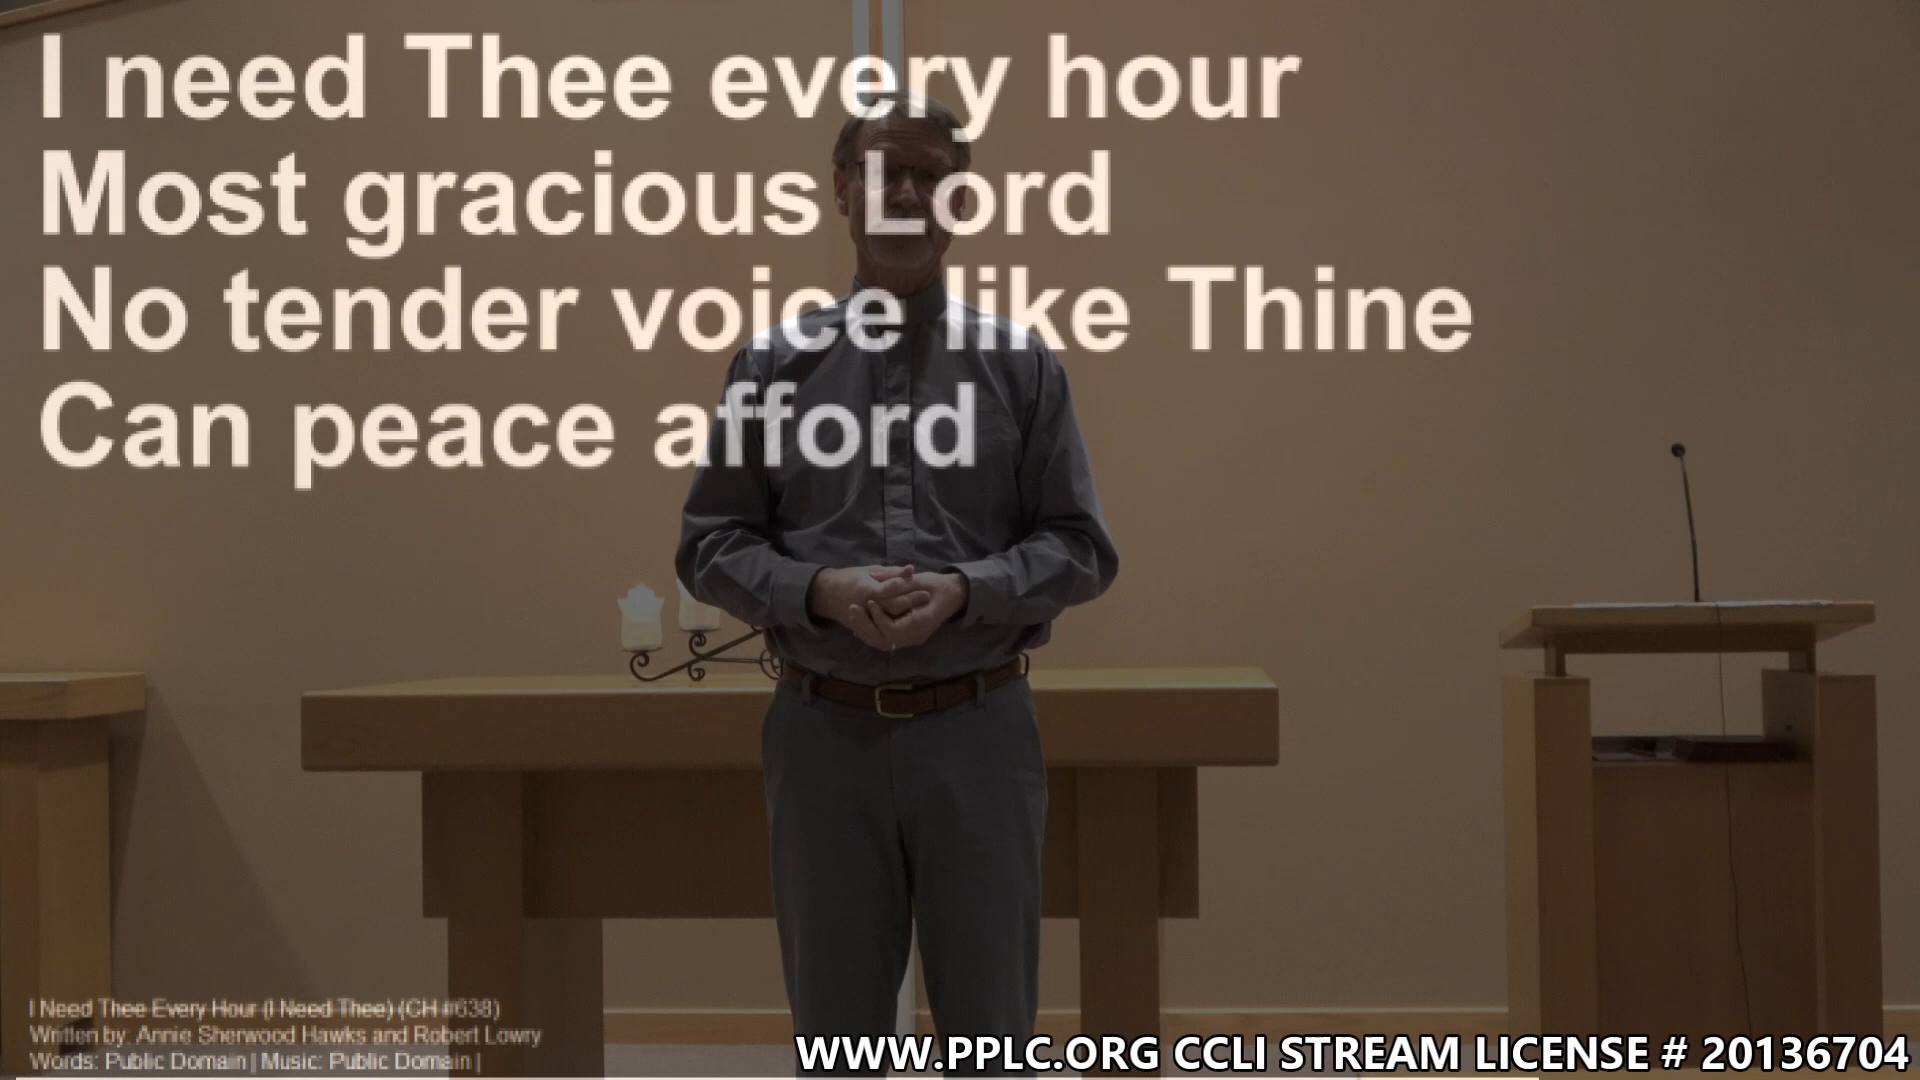 I need Thee every hour
Most gracious Lord
No tender voice like Thine
Can peace afford
I Need Thee Every Hour (I Need Thee) (CH #638)
Written by: Annie Sherwood Hawks and Robert Lowry
Words: Public Domain | Music: Public Domain |
WWW.PPLC.ORG CCLI STREAM LICENSE # 20136704